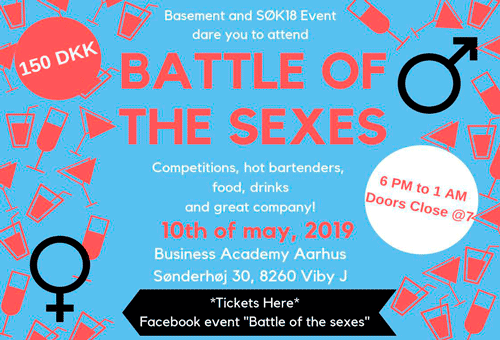 Basement and SØK18 Event
dare you to attend
150 DKK
BATTLE OF
THE SEXES
Competitions, hot bartenders,
food, drinks
and great company!
6 PM to 1 AM
Doors Close @7
10th of may, 2019
Business Academy Aarhus
Sønderhøj 30, 8260 Viby J
*Tickets Here*
Facebook event "Battle of the sexes"